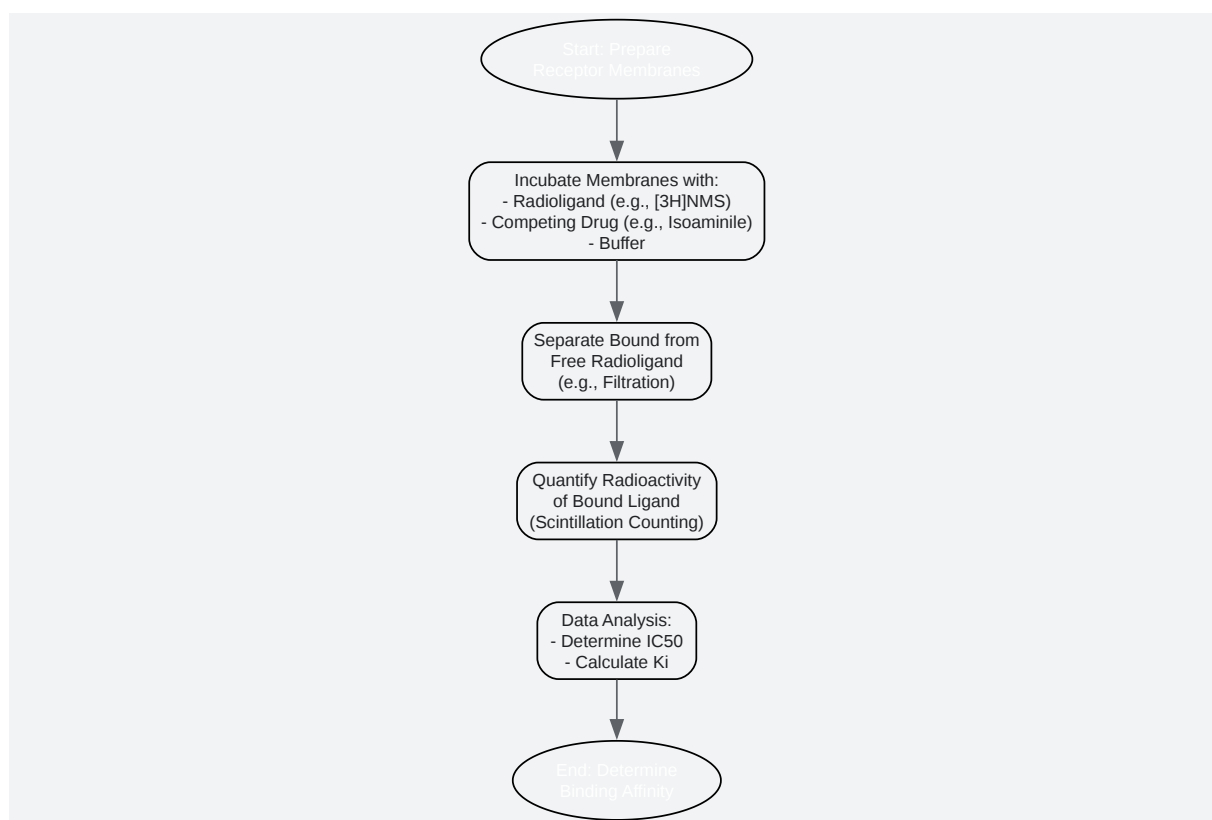 Start: Prepare
Receptor Membranes
Incubate Membranes with:
- Radioligand (e.g., [3H]NMS)
- Competing Drug (e.g., Isoaminile)
- Buffer
Separate Bound from
Free Radioligand
(e.g., Filtration)
Quantify Radioactivity
of Bound Ligand
(Scintillation Counting)
Data Analysis:
- Determine IC50
- Calculate Ki
End: Determine
Binding Affinity